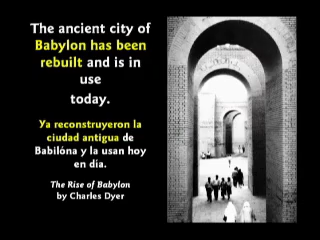 The ancient city of
Babylon has been
rebuilt and is in
use
today.
Ya reconstruyeron la
ciudad antigua de
Babilóna y la usan hoy
en día.
The Rise of Babylon
by Charles Dyer